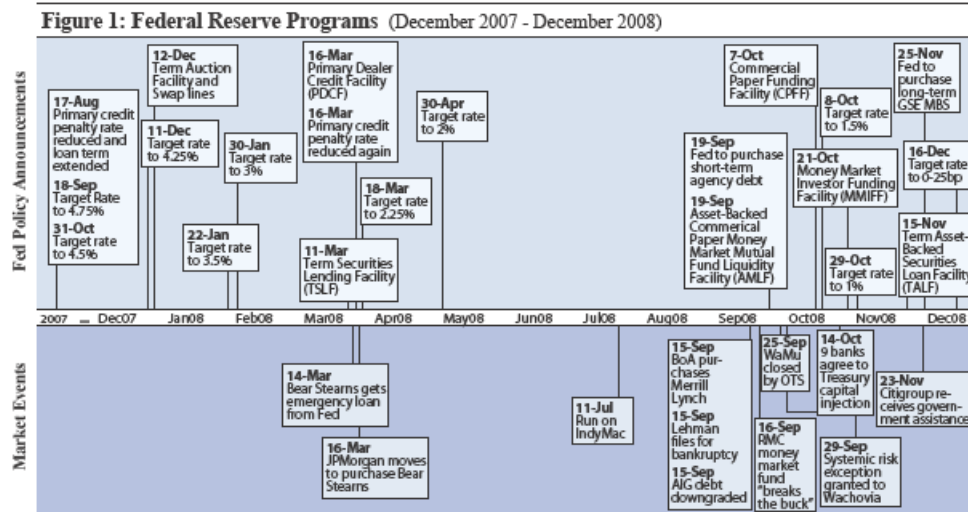 Figure 1: Federal Reserve Programs (December 2007 - December 2008)
Fed Policy Announcements
17-Aug
Primary credit
penalty rate
reduced and
loan term
extended
18-Sep
Target Rate
to 4.75%
31-Oct
Target rate
to 4.5%
12-Dec
Term Auction
Facility and
Swap lines
11-Dec
Target rate
to 4.25%
30-Jan
Target rate
to 3%
22-Jan
Target rate
to 3.5%
16-Mar
Primary Dealer
Credit Facility
(PDCF)
16-Mar
Primary credit
penalty rate
reduced again
18-Mar
Target rate
to 2.25%
11-Mar
Term Securities
Lending Facility
(TSLF)
30-Apr
Target rate
to 2%
19-Sep
Fed to purchase
short-term
agency debt
19-Sep
Asset-Backed
Commerical
Paper Money
Market Mutual
Fund Liquidity
Facility (AMLF)
7-Oct
Commercial
Paper Funding
Facility (CPFF)
8-Oct
Target rate
to 1.5%
21-Oct
Money Market
Investor Funding
Facility (MMIFF)
29-Oct
Target rate
to 1%
25-Nov
Fed to
purchase
long-term
GSE MBS
16-Dec
Target rate
to 0-25bp
15-Nov
Term Asset-
Backed
Securities
Loan Facility
(TALF)
2007 ... Dec07 Jan08 Feb08 Mar08 Apr08 May08 Jun08 Jul08 Aug08 Sep08 Oct08 Nov08 Dec08
Market Events
14-Mar
Bear Stearns gets
emergency loan
from Fed
16-Mar
JPMorgan moves
to purchase Bear
Stearns
11-Jul
Run on
IndyMac
15-Sep
BoA pur-
chases
Merrill
Lynch
15-Sep
Lehman
files for
bankruptcy
15-Sep
AIG debt
downgraded
25-Sep
WaMu
closed
by OTS
16-Sep
RMC
money
market
fund
"breaks
the buck"
14-Oct
9 banks
agree to
Treasury
capital
injection
29-Sep
Systemic risk
exception
granted to
Wachovia
23-Nov
Citigroup re-
ceives govern-
ment assistance